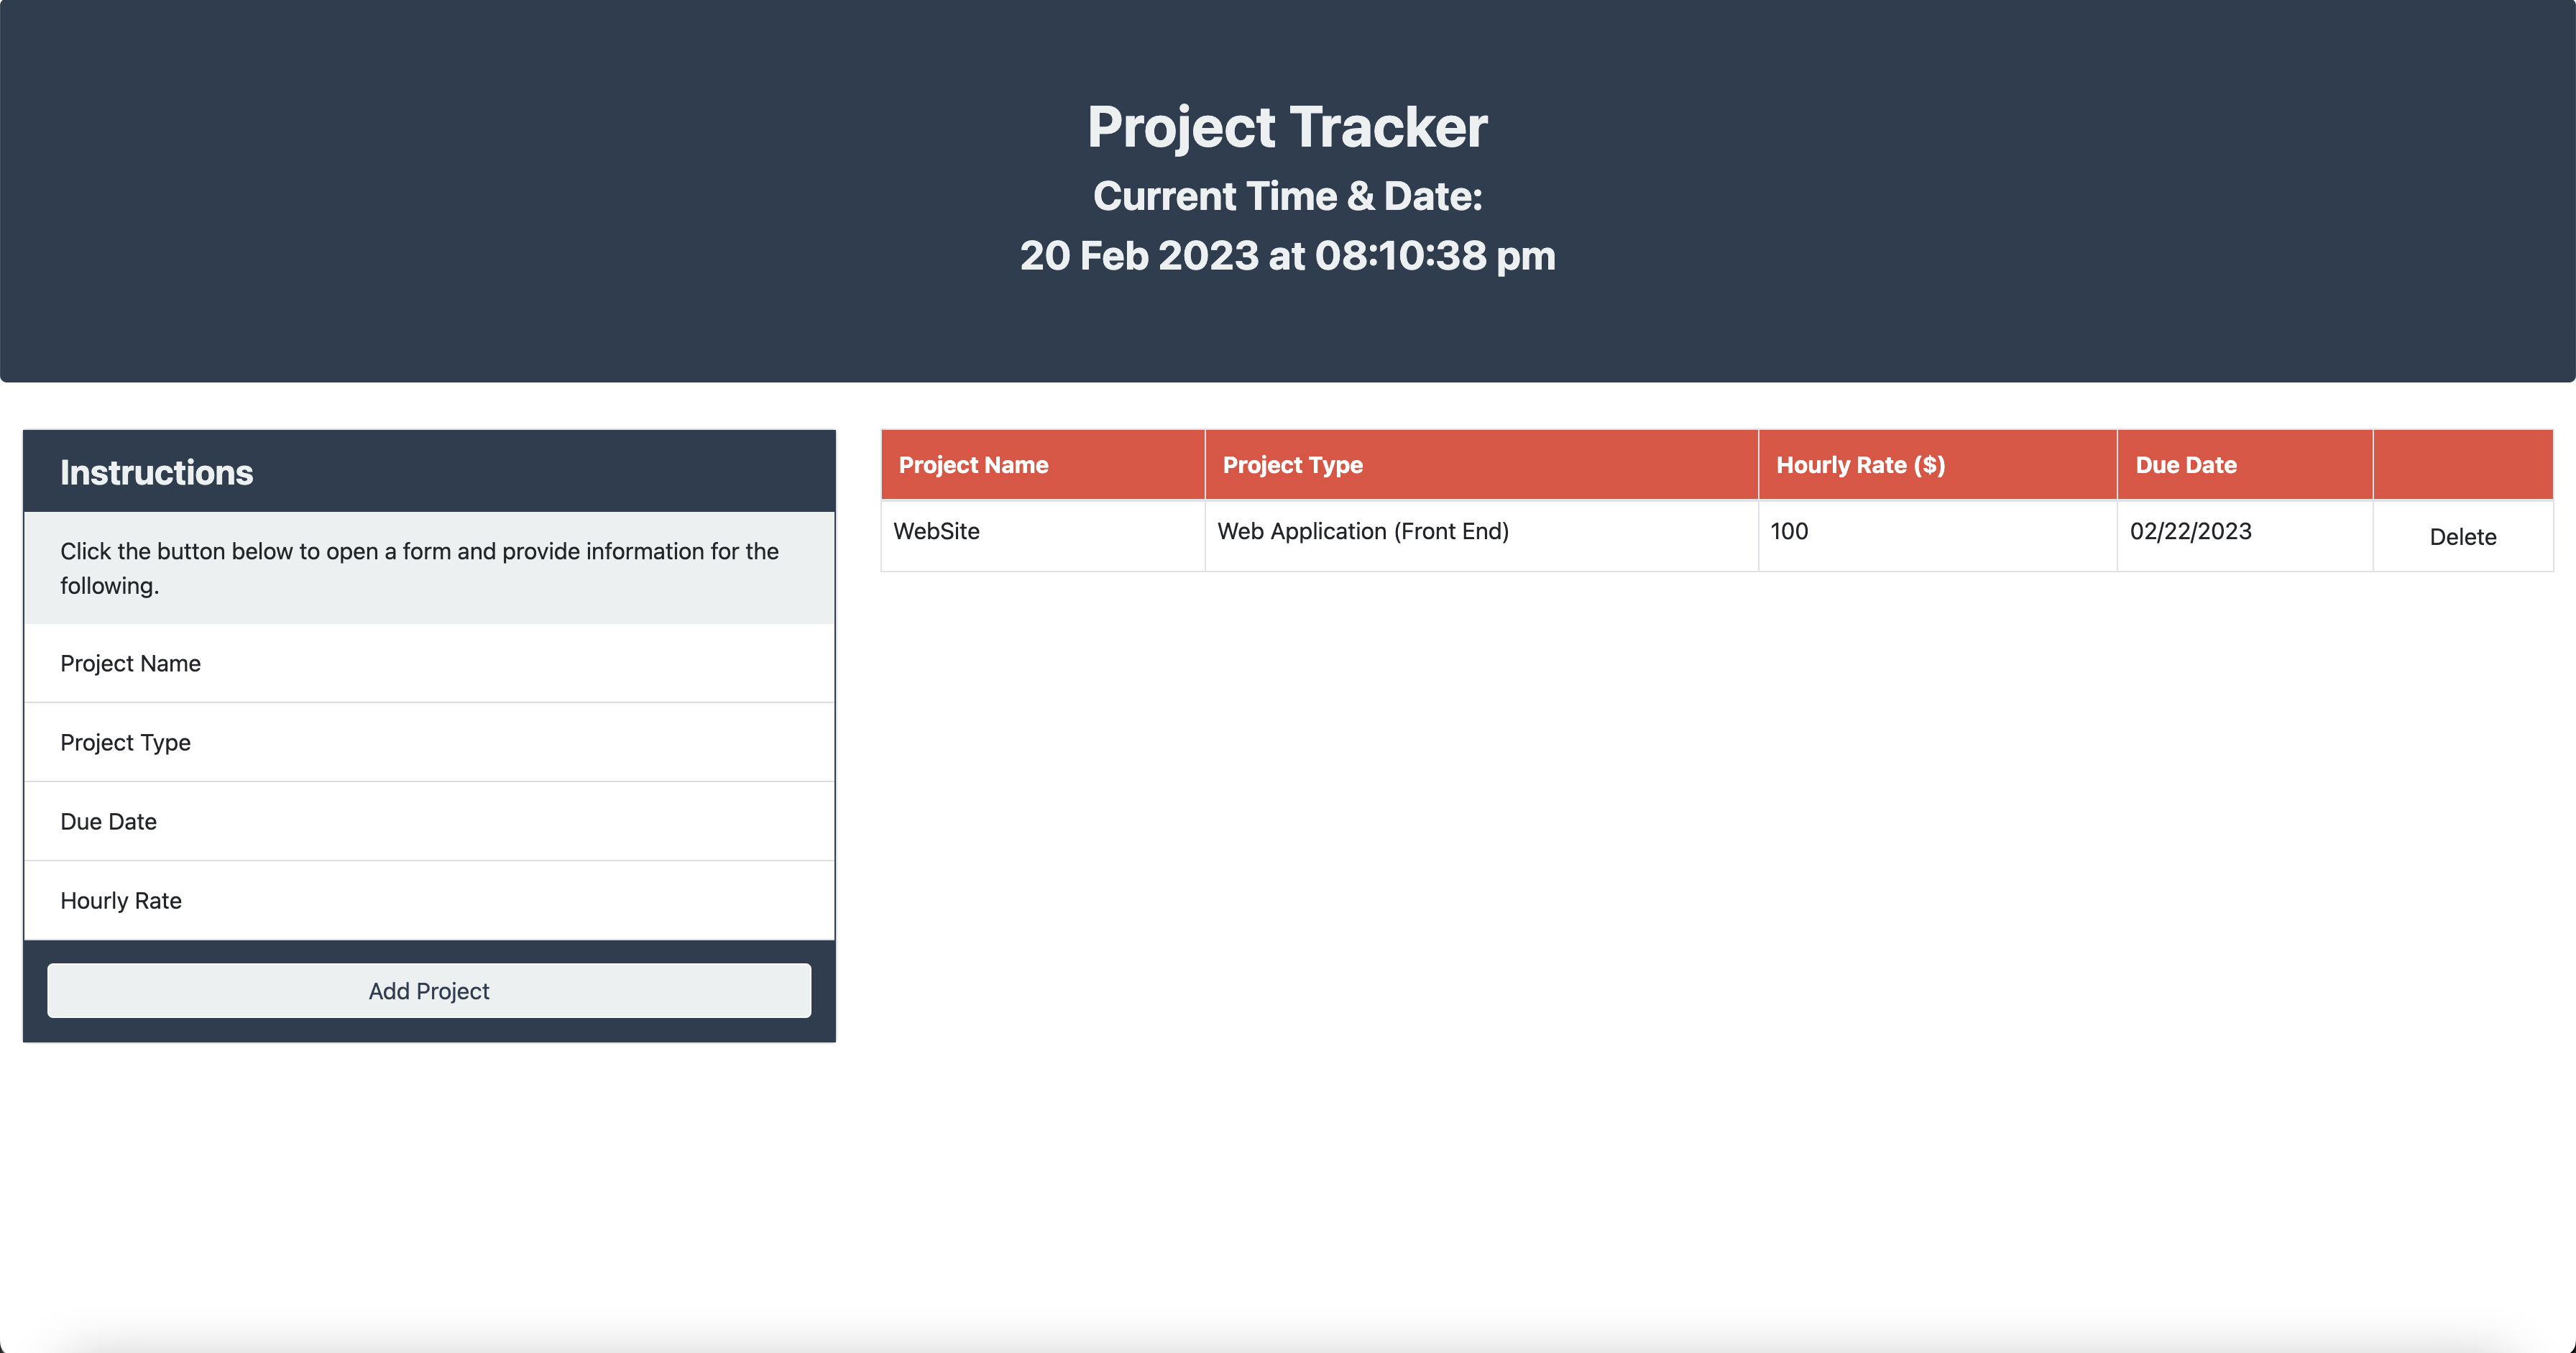 Project Tracker
Current Time & Date:
20 Feb 2023 at 08:10:38 pm
Instructions
Click the button below to open a form and provide information for the
following.
Project Name
Project Type
Due Date
Hourly Rate
Add Project
Project Name Project Type Hourly Rate ($) Due Date
WebSite Web Application (Front End) 100 02/22/2023 Delete